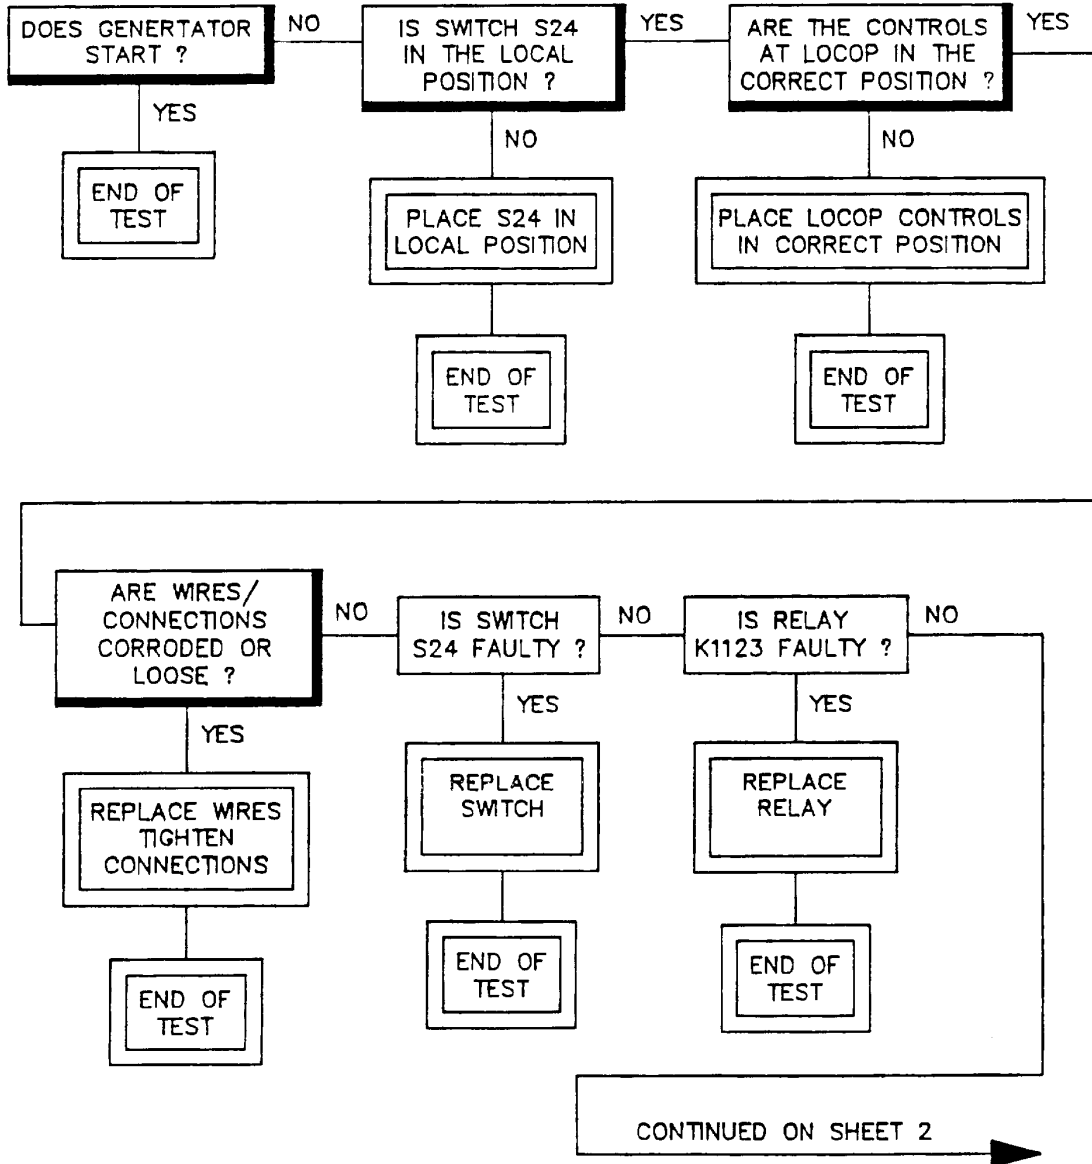 DOES GENERTATOR
START ?
NO
IS SWITCH S24
IN THE LOCAL
POSITION ?
YES
ARE THE CONTROLS
AT LOCOP IN THE
CORRECT POSITION ?
YES
YES
END OF
TEST
NO
PLACE S24 IN
LOCAL POSITION
END OF
TEST
NO
PLACE LOCOP CONTROLS
IN CORRECT POSITION
END OF
TEST
ARE WIRES/
CONNECTIONS
CORRODED OR
LOOSE ?
NO
IS SWITCH
S24 FAULTY ?
NO
IS RELAY
K1123 FAULTY ?
NO
YES
REPLACE WIRES
TIGHTEN
CONNECTIONS
END OF
TEST
YES
REPLACE
SWITCH
END OF
TEST
YES
REPLACE
RELAY
END OF
TEST
CONTINUED ON SHEET 2